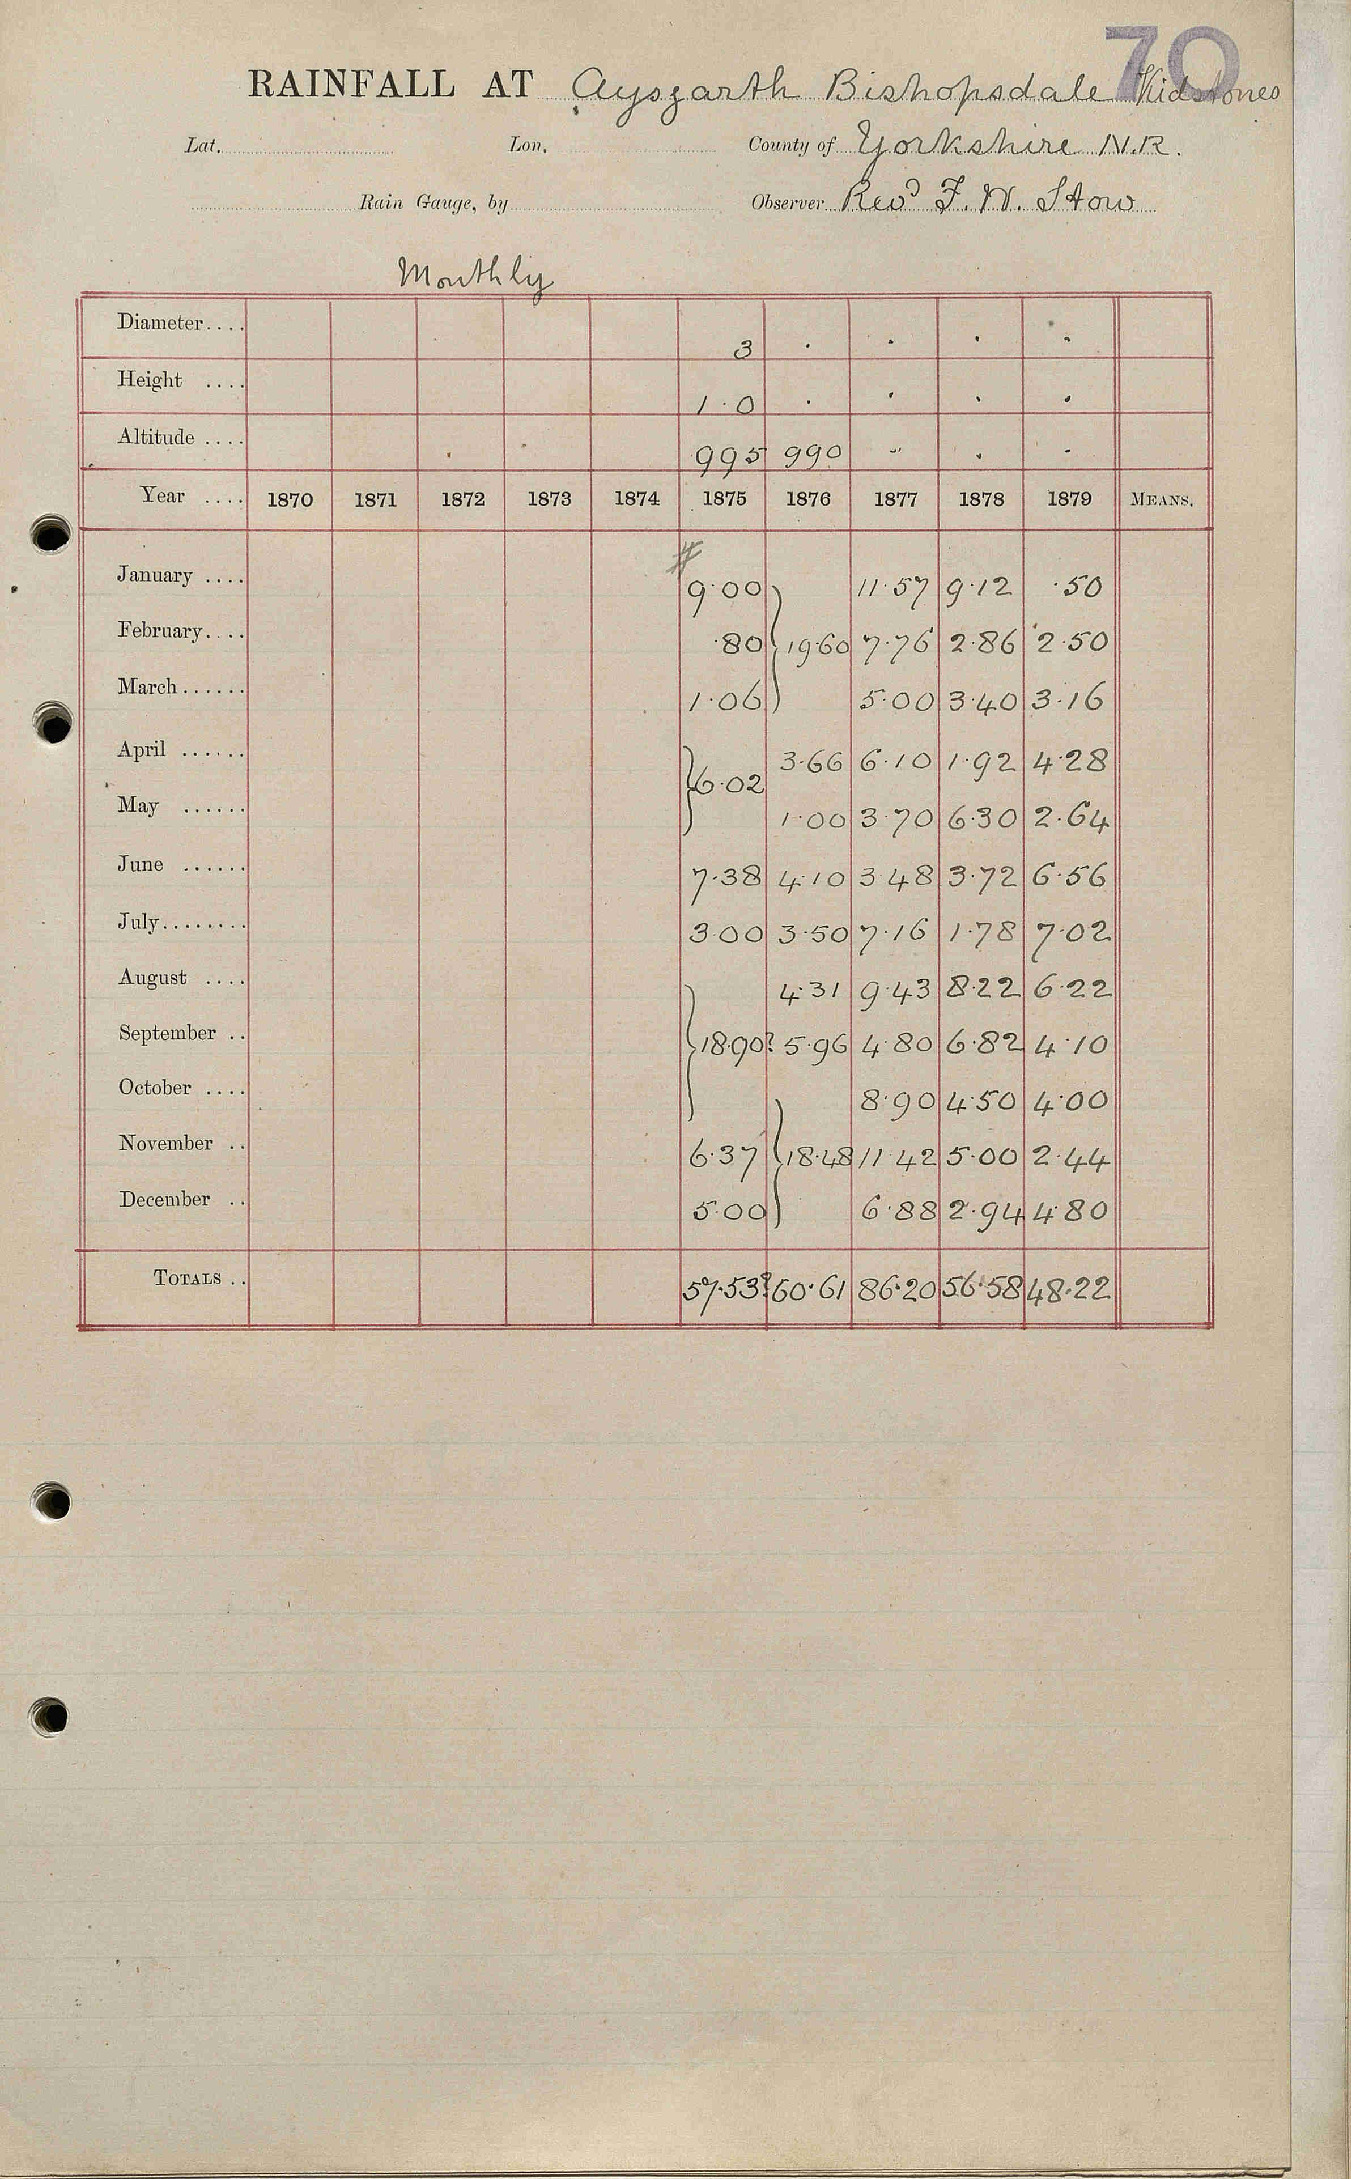 70
RAINFALL AT Aysgarth Bishopsdale Kidstones
Lat. Lon. County of Yorkshire N.R.
Rain Gauge, by Observer Revd F. W. Stow
Monthly
Diameter.... 3 . . . .
Height .... 1.0 . . . .
Altitude .... 995 990 " . .
Year .... 1870 1871 1872 1873 1874 1875 1876 1877 1878 1879 MEANS.
#
January .... 9.00 11.57 9.12 .50
February.... .80 19.60 7.76 2.86 2.50
March...... 1.06 5.00 3.40 3.16
April ...... 3.66 6.10 1.92 4.28
6.02
May ...... 1.00 3.70 6.30 2.64
June ...... 7.38 4.10 3.48 3.72 6.56
July........ 3.00 3.50 7.16 1.78 7.02
August .... 4.31 9.43 8.22 6.22
September .. 18.90? 5.96 4.80 6.82 4.10
October .... 8.90 4.50 4.00
November .. 6.37 18.48 11.42 5.00 2.44
December .. 5.00 6.88 2.94 4.80
TOTALS .. 57.53? 60.61 86.20 56.58 48.22